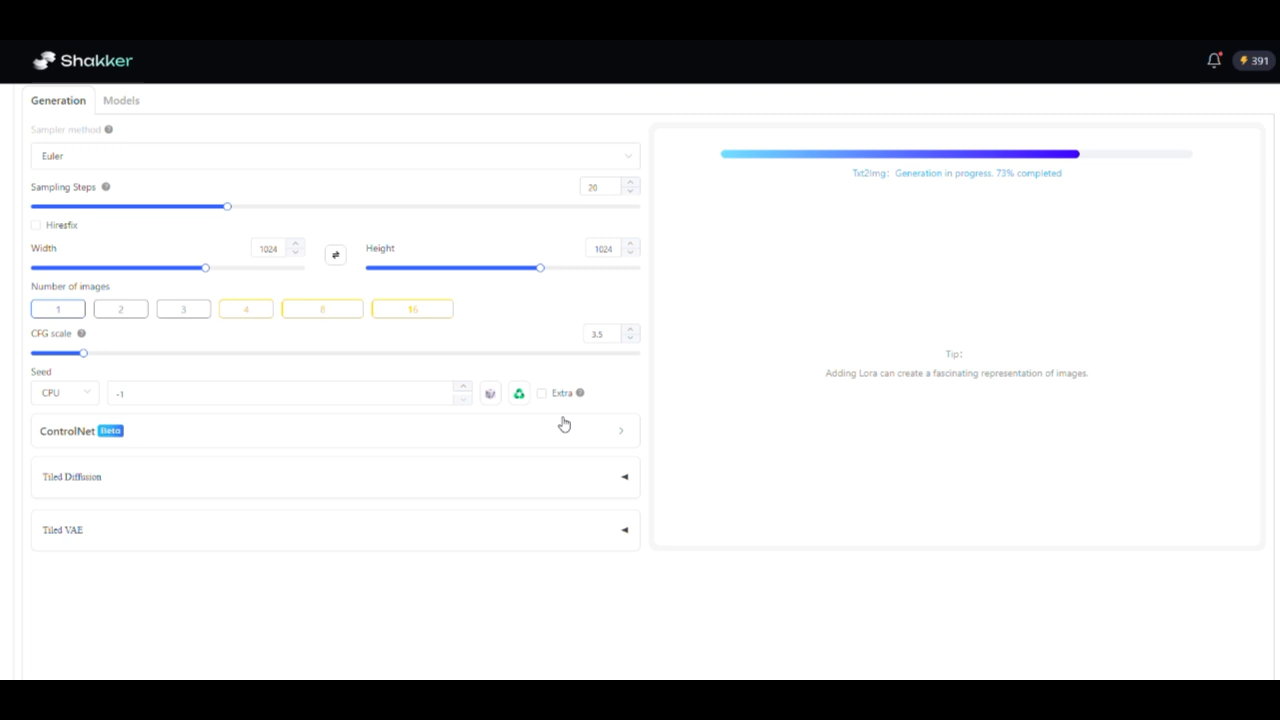 Shakker
391
Generation Models
Sampler method
Euler
Sampling Steps
20
Hiresfix
Width
1024
Height
1024
Number of images
1 2 3 4 8 16
CFG scale
3.5
Seed
CPU
-1
Extra
ControlNet Beta
Tiled Diffusion
Tiled VAE
Txt2Img: Generation in progress. 73% completed
Tip:
Adding Lora can create a fascinating representation of images.